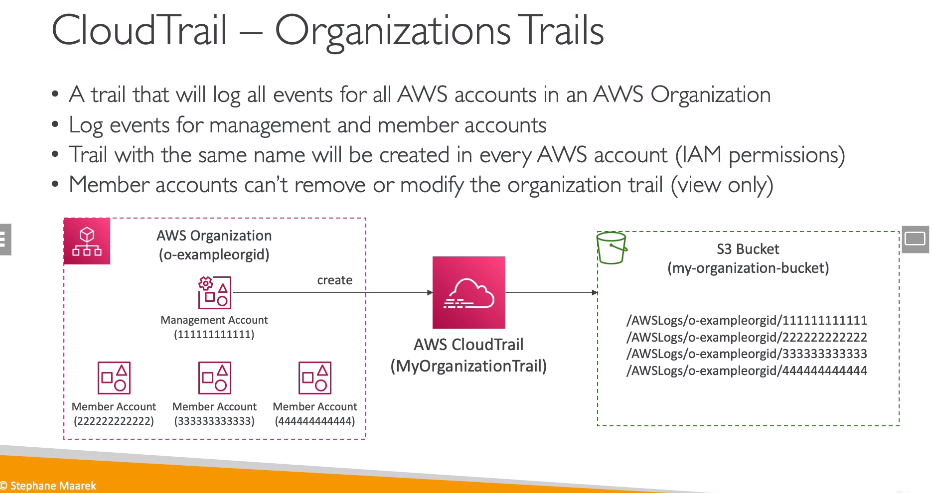 CloudTrail – Organizations Trails
• A trail that will log all events for all AWS accounts in an AWS Organization
• Log events for management and member accounts
• Trail with the same name will be created in every AWS account (IAM permissions)
• Member accounts can’t remove or modify the organization trail (view only)
AWS Organization
(o-exampleorgid)
Management Account
(111111111111)
Member Account
(222222222222)
Member Account
(333333333333)
Member Account
(444444444444)
create
AWS CloudTrail
(MyOrganizationTrail)
S3 Bucket
(my-organization-bucket)
/AWSLogs/o-exampleorgid/111111111111
/AWSLogs/o-exampleorgid/222222222222
/AWSLogs/o-exampleorgid/333333333333
/AWSLogs/o-exampleorgid/444444444444
© Stephane Maarek